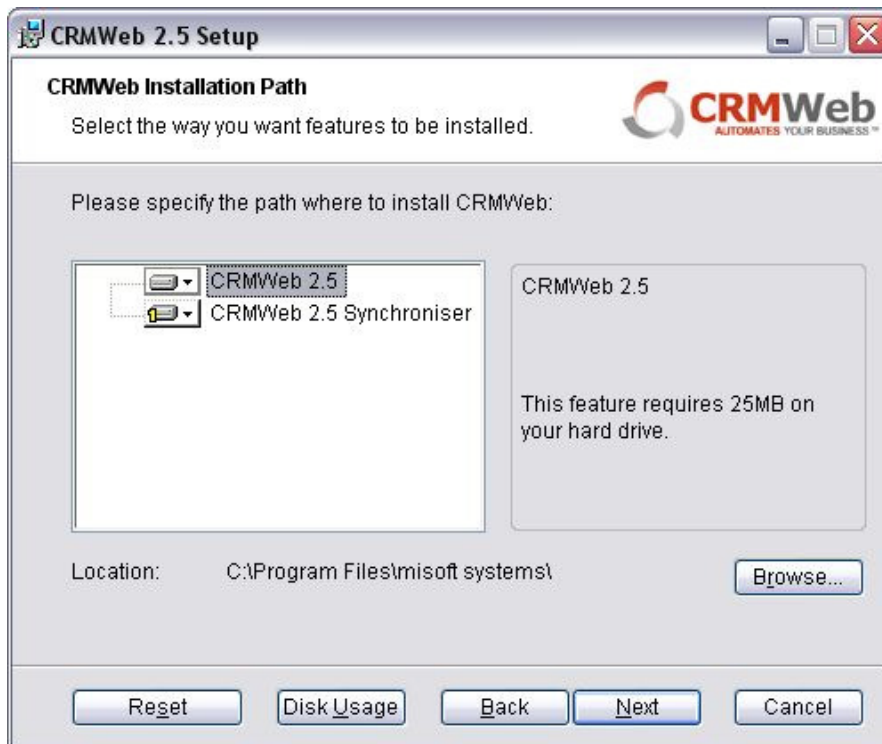 CRMWeb 2.5 Setup
CRMWeb Installation Path
Select the way you want features to be installed.
CRMWeb
AUTOMATES YOUR BUSINESS™
Please specify the path where to install CRMWeb:
CRMWeb 2.5
CRMWeb 2.5 Synchroniser
CRMWeb 2.5
This feature requires 25MB on
your hard drive.
Location: C:\Program Files\misoft systems\
Browse...
Reset Disk Usage Back Next Cancel